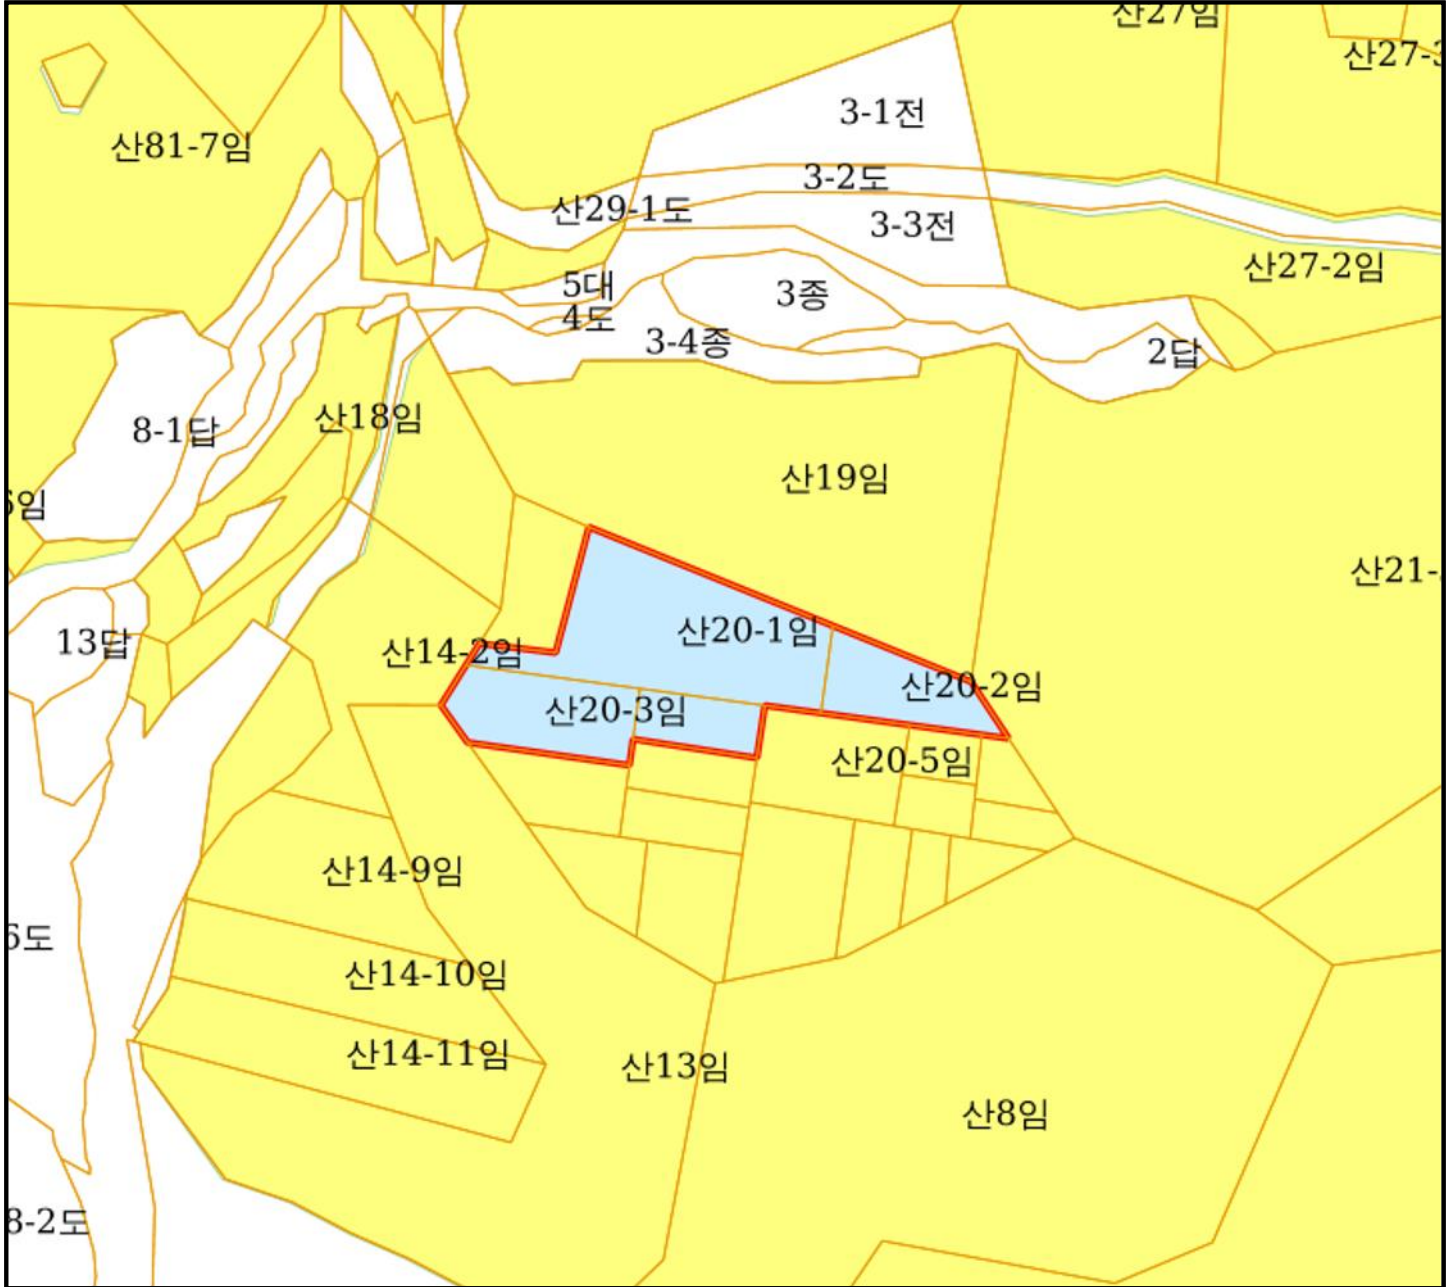 산27임
산27-3
3-1전
산81-7임
3-2도
산29-1도
3-3전
산27-2임
5대
3종
4도
3-4종
2답
산18임
8-1답
산19임
6임
산21-
산20-1임
13답
산14-2임
산20-2임
산20-3임
산20-5임
산14-9임
6도
산14-10임
산14-11임
산13임
산8임
8-2도